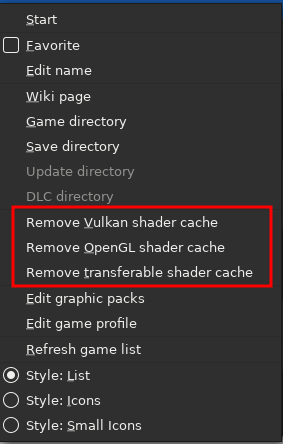 Start
Favorite
Edit name
Wiki page
Game directory
Save directory
Update directory
DLC directory
Remove Vulkan shader cache
Remove OpenGL shader cache
Remove transferable shader cache
Edit graphic packs
Edit game profile
Refresh game list
Style: List
Style: Icons
Style: Small Icons